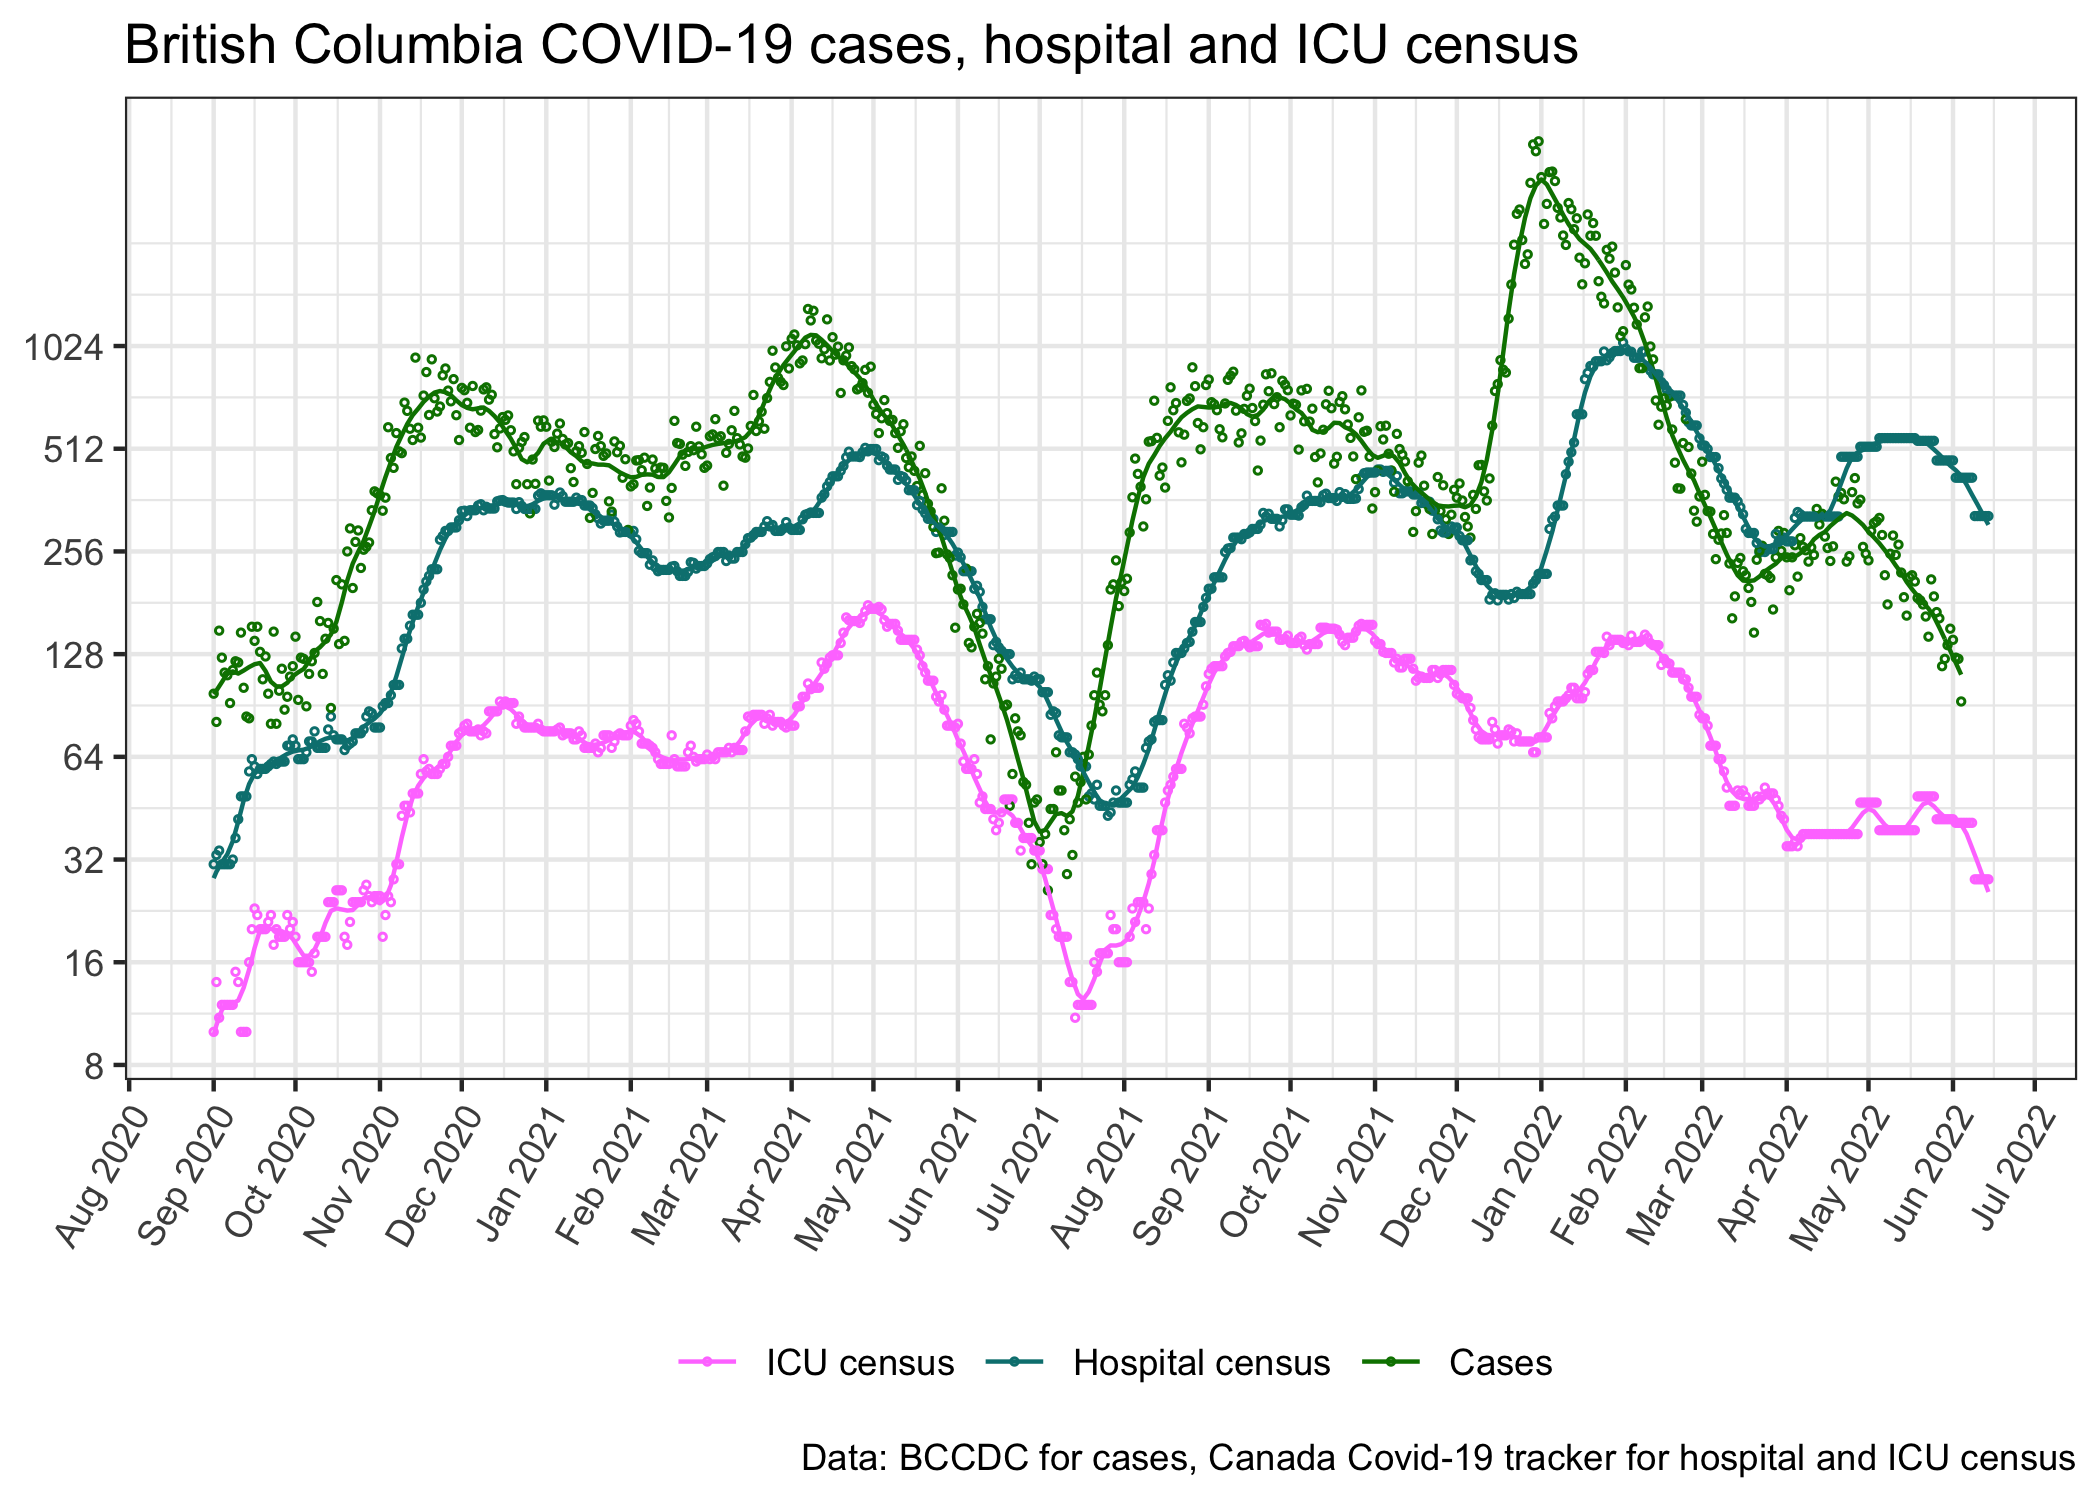 British Columbia COVID-19 cases, hospital and ICU census
1024
512
256
128
64
32
16
8
Aug 2020
Sep 2020
Oct 2020
Nov 2020
Dec 2020
Jan 2021
Feb 2021
Mar 2021
Apr 2021
May 2021
Jun 2021
Jul 2021
Aug 2021
Sep 2021
Oct 2021
Nov 2021
Dec 2021
Jan 2022
Feb 2022
Mar 2022
Apr 2022
May 2022
Jun 2022
Jul 2022
ICU census
Hospital census
Cases
Data: BCCDC for cases, Canada Covid-19 tracker for hospital and ICU census